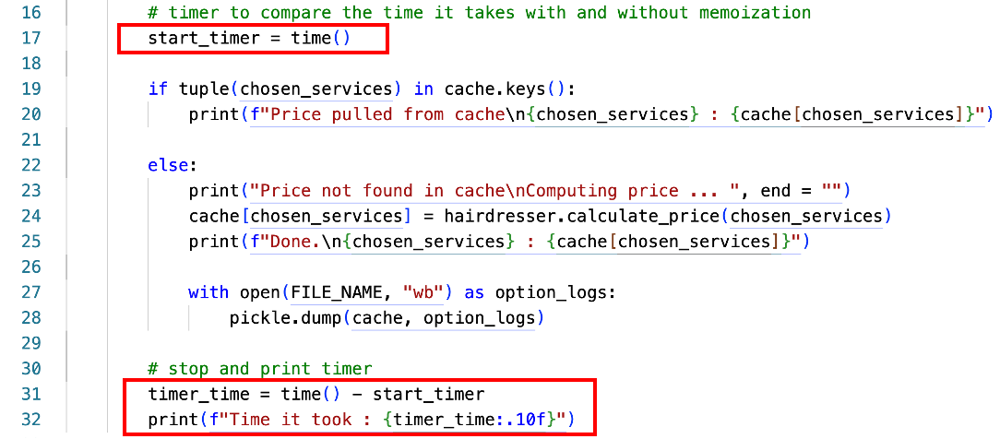 16 # timer to compare the time it takes with and without memoization
17 start_timer = time()
18
19 if tuple(chosen_services) in cache.keys():
20 print(f"Price pulled from cache\n{chosen_services} : {cache[chosen_services]}")
21
22 else:
23 print("Price not found in cache\nComputing price ... ", end = "")
24 cache[chosen_services] = hairdresser.calculate_price(chosen_services)
25 print(f"Done.\n{chosen_services} : {cache[chosen_services]}")
26
27 with open(FILE_NAME, "wb") as option_logs:
28 pickle.dump(cache, option_logs)
29
30 # stop and print timer
31 timer_time = time() - start_timer
32 print(f"Time it took : {timer_time:.10f}")